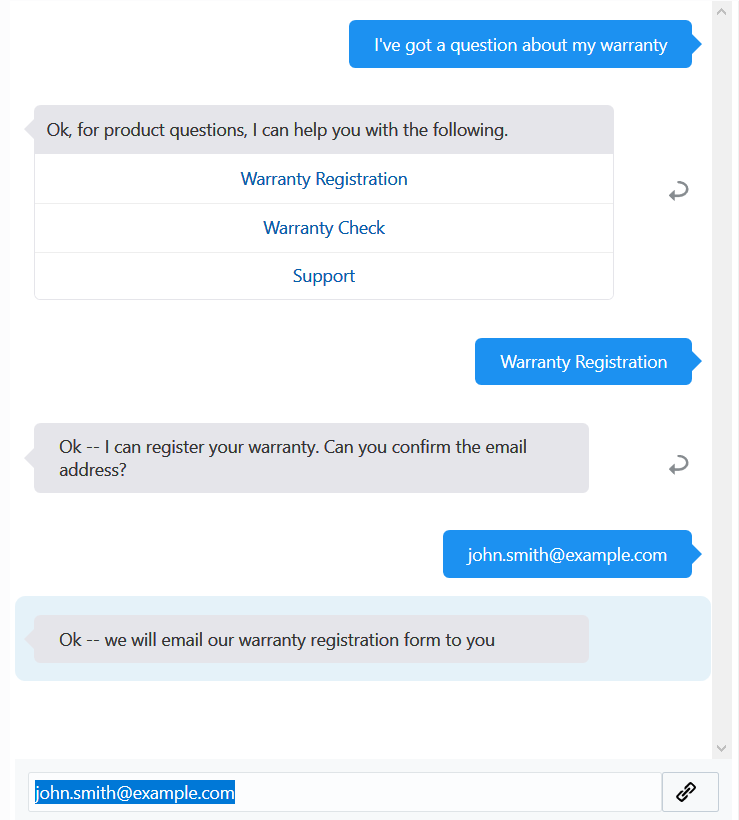 I've got a question about my warranty
Ok, for product questions, I can help you with the following.
Warranty Registration
Warranty Check
Support
Warranty Registration
Ok -- I can register your warranty. Can you confirm the email
address?
john.smith@example.com
Ok -- we will email our warranty registration form to you
john.smith@example.com